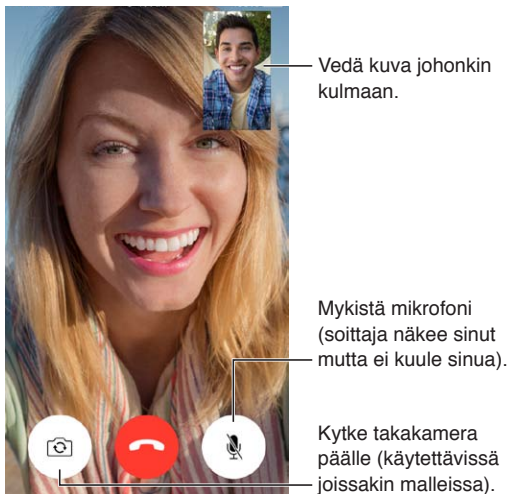 Vedä kuva johonkin
kulmaan.
Mykistä mikrofoni
(soittaja näkee sinut
mutta ei kuule sinua).
Kytke takakamera
päälle (käytettävissä
joissakin malleissa).